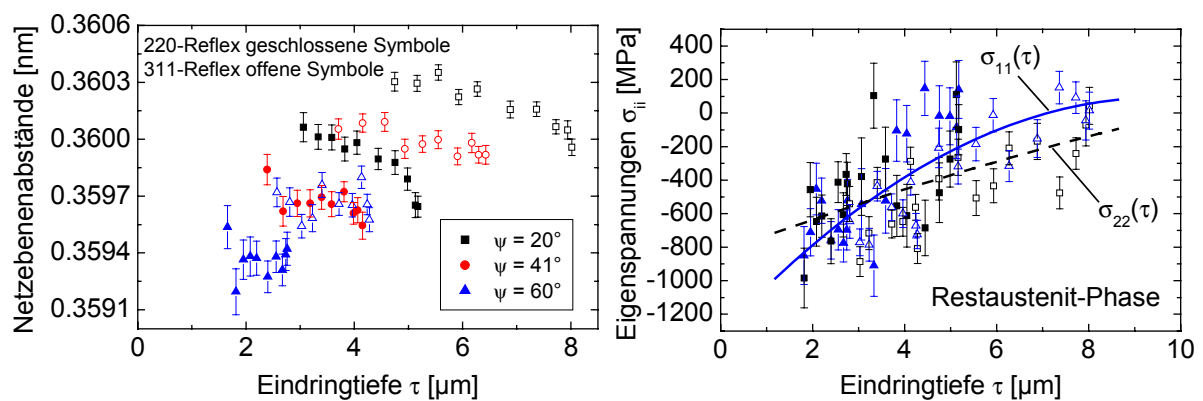 220-Reflex geschlossene Symbole
311-Reflex offene Symbole
Netzebenenabstände [nm]
0.3606
0.3603
0.3600
0.3597
0.3594
0.3591
ψ = 20°
ψ = 41°
ψ = 60°
0 2 4 6 8
Eindringtiefe τ [µm]
Eigenspannungen σii [MPa]
400
200
0
-200
-400
-600
-800
-1000
-1200
σ11(τ)
σ22(τ)
Restaustenit-Phase
0 2 4 6 8 10
Eindringtiefe τ [µm]